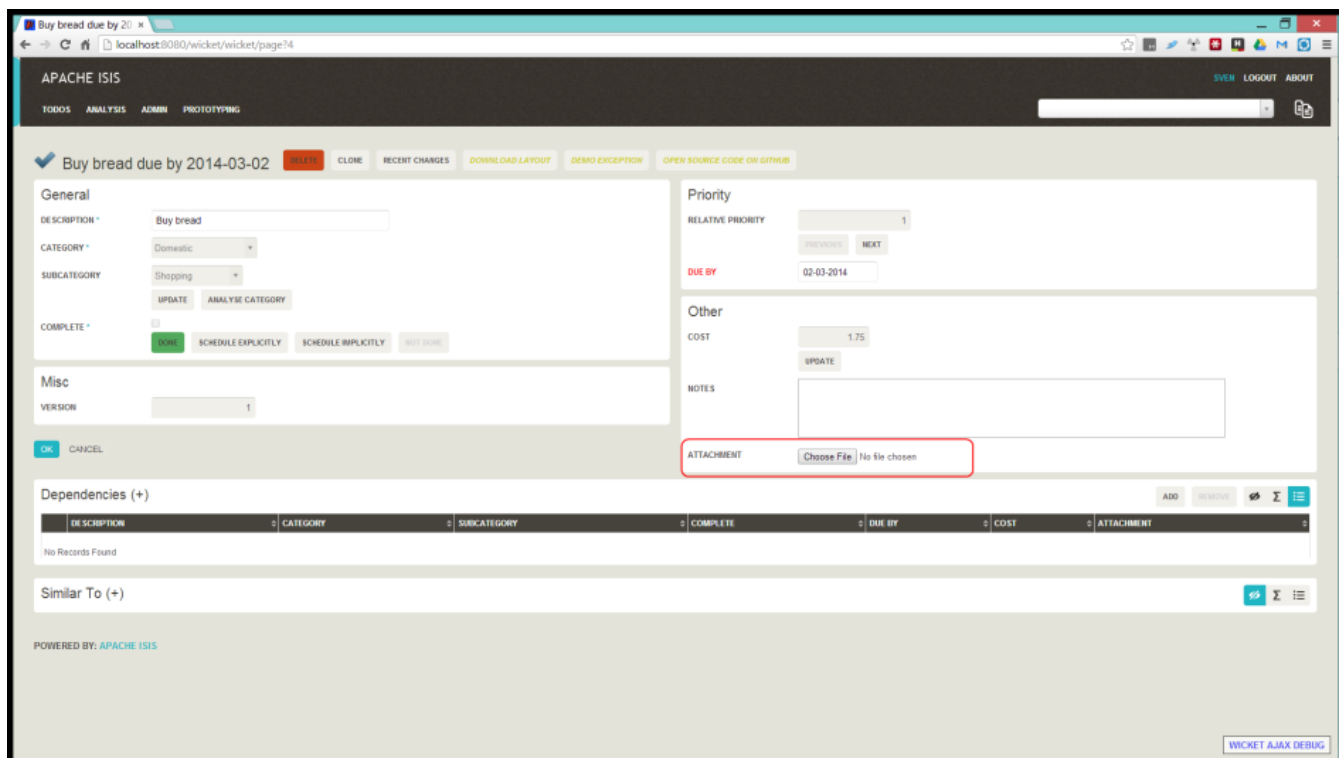 Buy bread due by 20
localhost:8080/wicket/wicket/page?4
APACHE ISIS
SVEN LOGOUT ABOUT
TODOS ANALYSIS ADMIN PROTOTYPING
Buy bread due by 2014-03-02 DELETE CLONE RECENT CHANGES DOWNLOAD LAYOUT DEMO EXCEPTION OPEN SOURCE CODE ON GITHUB
General
DESCRIPTION * Buy bread
CATEGORY * Domestic
SUBCATEGORY Shopping
UPDATE ANALYSE CATEGORY
COMPLETE *
DONE SCHEDULE EXPLICITLY SCHEDULE IMPLICITLY NOT DONE
Misc
VERSION 1
OK CANCEL
Priority
RELATIVE PRIORITY 1
PREVIOUS NEXT
DUE BY 02-03-2014
Other
COST 1.75
UPDATE
NOTES
ATTACHMENT Choose File No file chosen
Dependencies (+) ADD REMOVE Σ
DESCRIPTION CATEGORY SUBCATEGORY COMPLETE DUE BY COST ATTACHMENT
No Records Found
Similar To (+) Σ
POWERED BY: APACHE ISIS
WICKET AJAX DEBUG